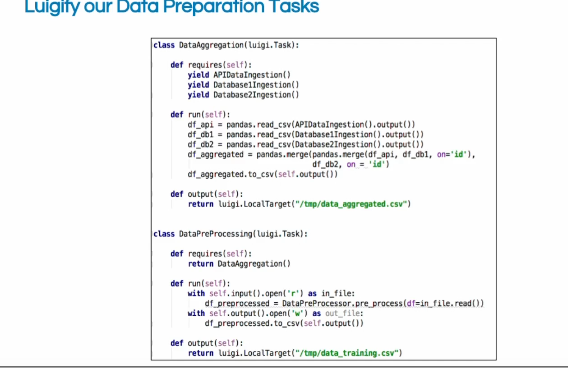 Luigify our Data Preparation Tasks
class DataAggregation(luigi.Task):
def requires(self):
yield APIDataIngestion()
yield Database1Ingestion()
yield Database2Ingestion()
def run(self):
df_api = pandas.read_csv(APIDataIngestion().output())
df_db1 = pandas.read_csv(Database1Ingestion().output())
df_db2 = pandas.read_csv(Database2Ingestion().output())
df_aggregated = pandas.merge(pandas.merge(df_api, df_db1, on='id'),
df_db2, on = 'id')
df_aggregated.to_csv(self.output())
def output(self):
return luigi.LocalTarget("/tmp/data_aggregated.csv")
class DataPreProcessing(luigi.Task):
def requires(self):
return DataAggregation()
def run(self):
with self.input().open('r') as in_file:
df_preprocessed = DataPreProcessor.pre_process(df=in_file.read())
with self.output().open('w') as out_file:
df_preprocessed.to_csv(self.output())
def output(self):
return luigi.LocalTarget("/tmp/data_training.csv")